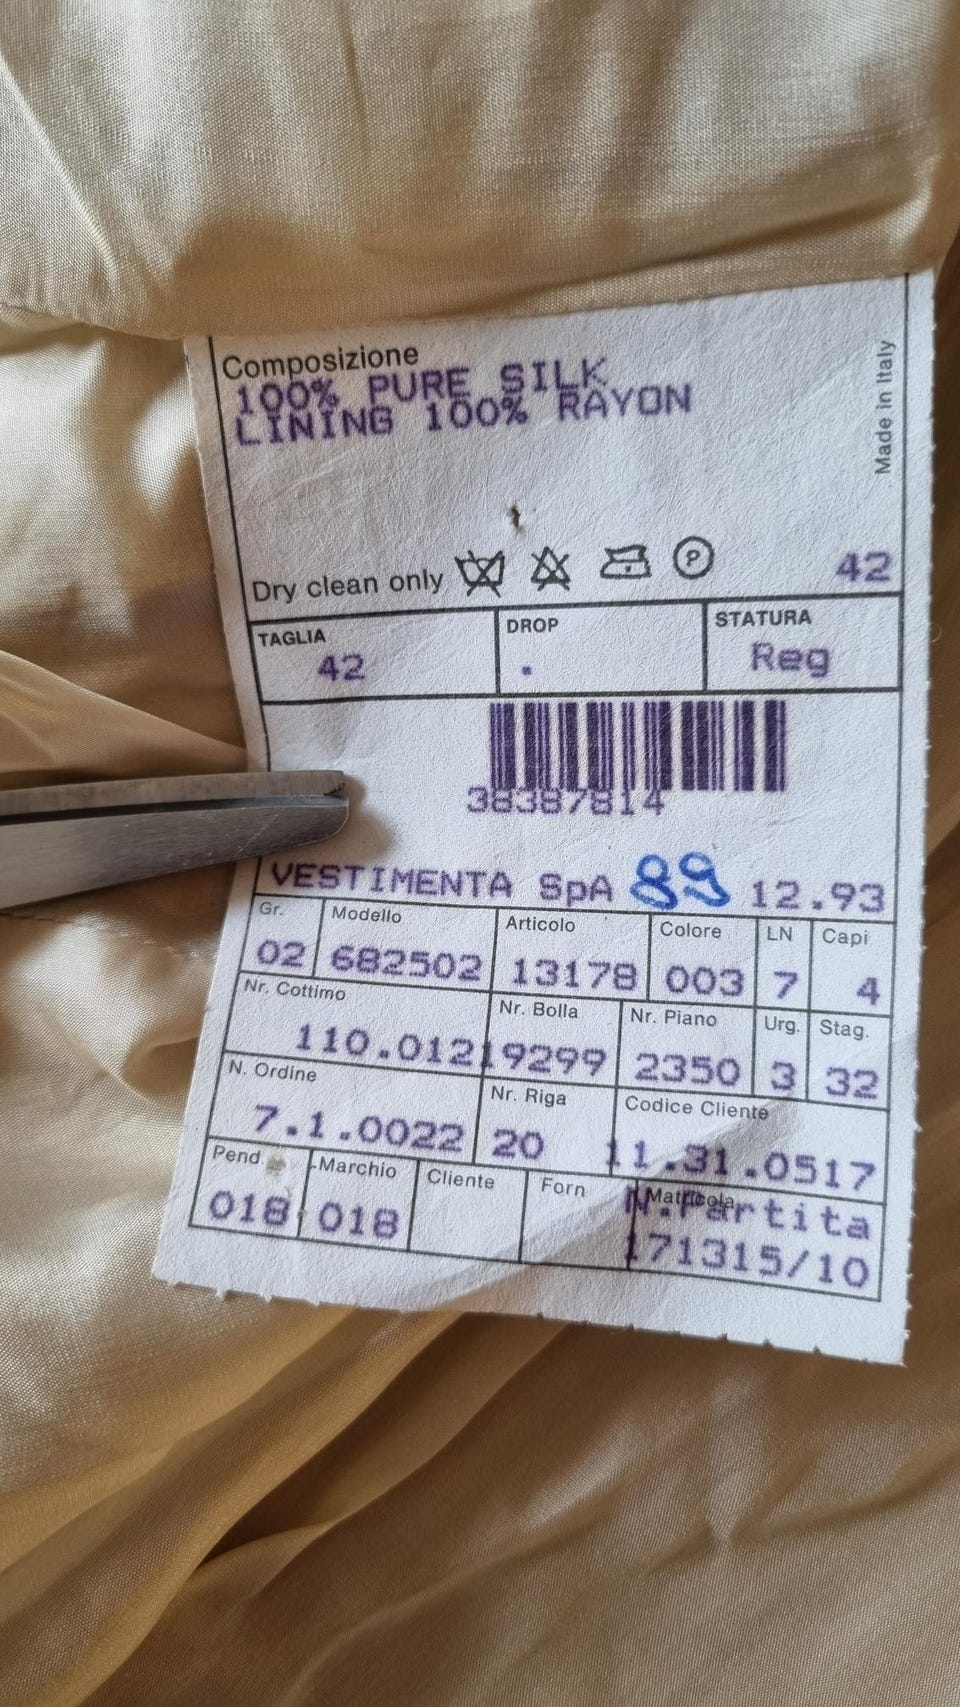 Composizione
100% PURE SILK
LINING 100% RAYON
Made in Italy
Dry clean only P 42
TAGLIA DROP STATURA
42 . Reg
38387814
VESTIMENTA SpA 89 12.93
Gr. Modello Articolo Colore LN Capi
02 682502 13178 003 7 4
Nr. Cottimo Nr. Bolla Nr. Piano Urg. Stag.
110.01219299 2350 3 32
N. Ordine Nr. Riga Codice Cliente
7.1.0022 20 11.31.0517
Pend. Marchio Cliente Forn Matricola
N.Partita
018 018 171315/10